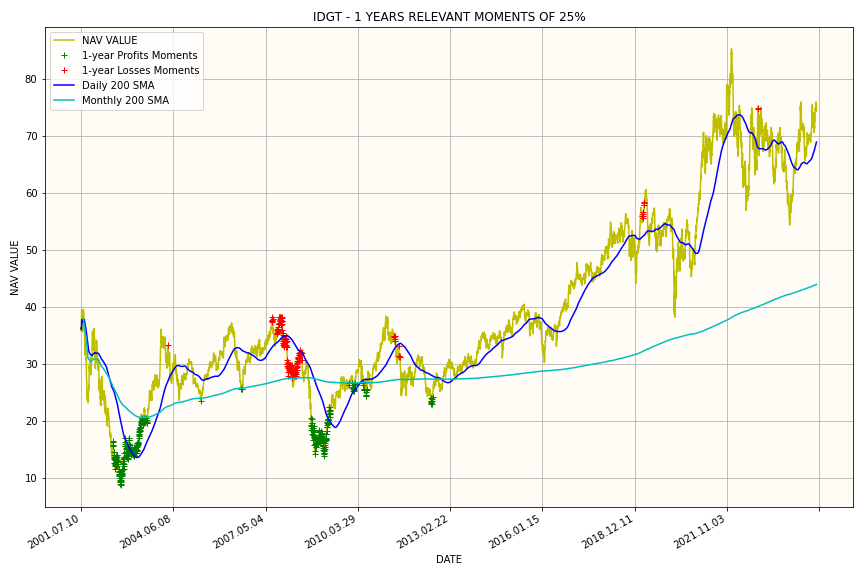 IDGT - 1 YEARS RELEVANT MOMENTS OF 25%
NAV VALUE
1-year Profits Moments
1-year Losses Moments
Daily 200 SMA
Monthly 200 SMA
NAV VALUE
80
70
60
50
40
30
20
10
2001.07.10
2004.06.08
2007.05.04
2010.03.29
2013.02.22
2016.01.15
2018.12.11
2021.11.03
DATE